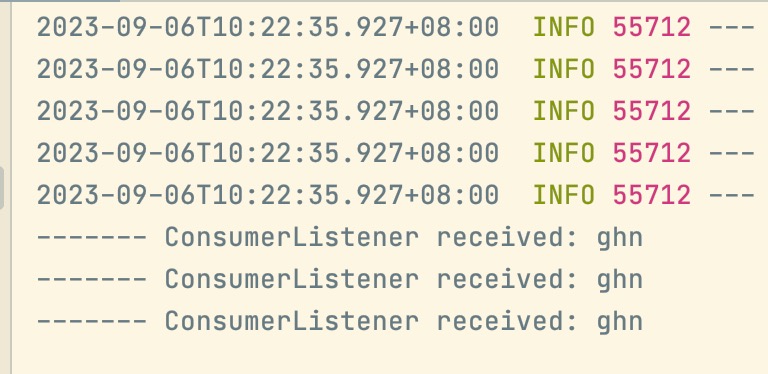 2023-09-06T10:22:35.927+08:00  INFO 55712 ---
2023-09-06T10:22:35.927+08:00  INFO 55712 ---
2023-09-06T10:22:35.927+08:00  INFO 55712 ---
2023-09-06T10:22:35.927+08:00  INFO 55712 ---
2023-09-06T10:22:35.927+08:00  INFO 55712 ---
------- ConsumerListener received: ghn
------- ConsumerListener received: ghn
------- ConsumerListener received: ghn